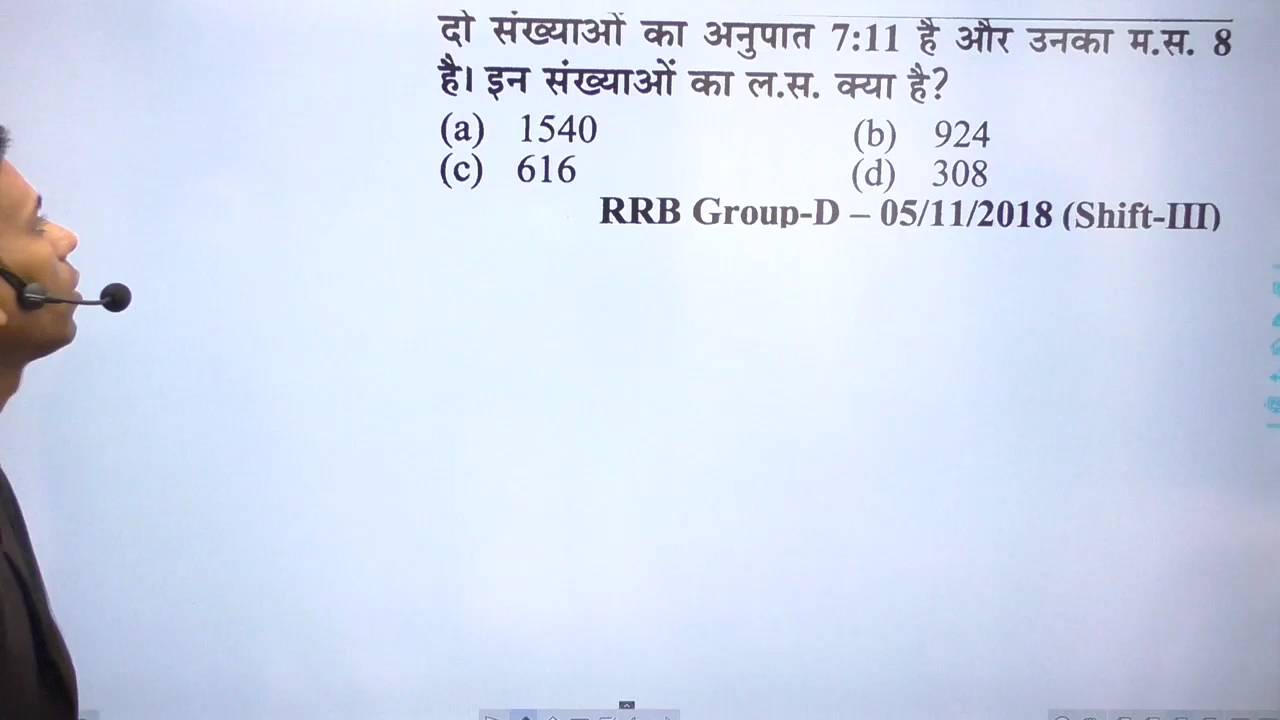 दो संख्याओं का अनुपात 7:11 है और उनका म.स. 8
है। इन संख्याओं का ल.स. क्या है?
(a) 1540 (b) 924
(c) 616 (d) 308
RRB Group-D – 05/11/2018 (Shift-III)